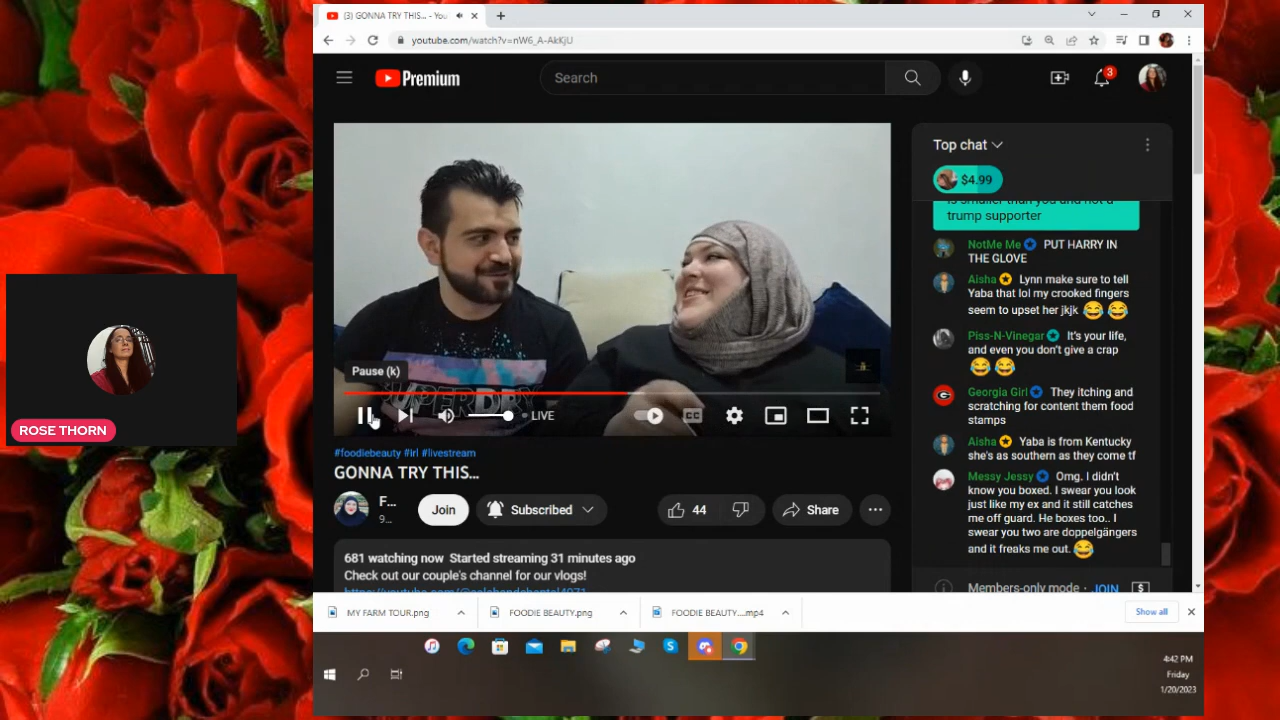 (3) GONNA TRY THIS... - You
youtube.com/watch?v=nW6_A-AkKjU
Premium
Search
3
Top chat
$4.99
is smaller than you and not a
trump supporter
NotMe Me PUT HARRY IN
THE GLOVE
Aisha Lynn make sure to tell
Yaba that lol my crooked fingers
seem to upset her jkjk 😂 😂
Piss-N-Vinegar It's your life,
and even you don't give a crap
😂 😂
Georgia Girl They itching and
scratching for content them food
stamps
Aisha Yaba is from Kentucky
she's as southern as they come tf
Messy Jessy Omg. I didn't
know you boxed. I swear you look
just like my ex and it still catches
me off guard. He boxes too.. I
swear you two are doppelgängers
and it freaks me out. 😂
Members-only mode · JOIN
SUPERDRY
Pause (k)
LIVE
CC
#foodiebeauty #irl #livestream
GONNA TRY THIS...
F...
9...
Join
Subscribed
44
Share
681 watching now Started streaming 31 minutes ago
Check out our couple's channel for our vlogs!
ROSE THORN
MY FARM TOUR.png
FOODIE BEAUTY.png
FOODIE BEAUTY....mp4
Show all
4:42 PM
Friday
1/20/2023